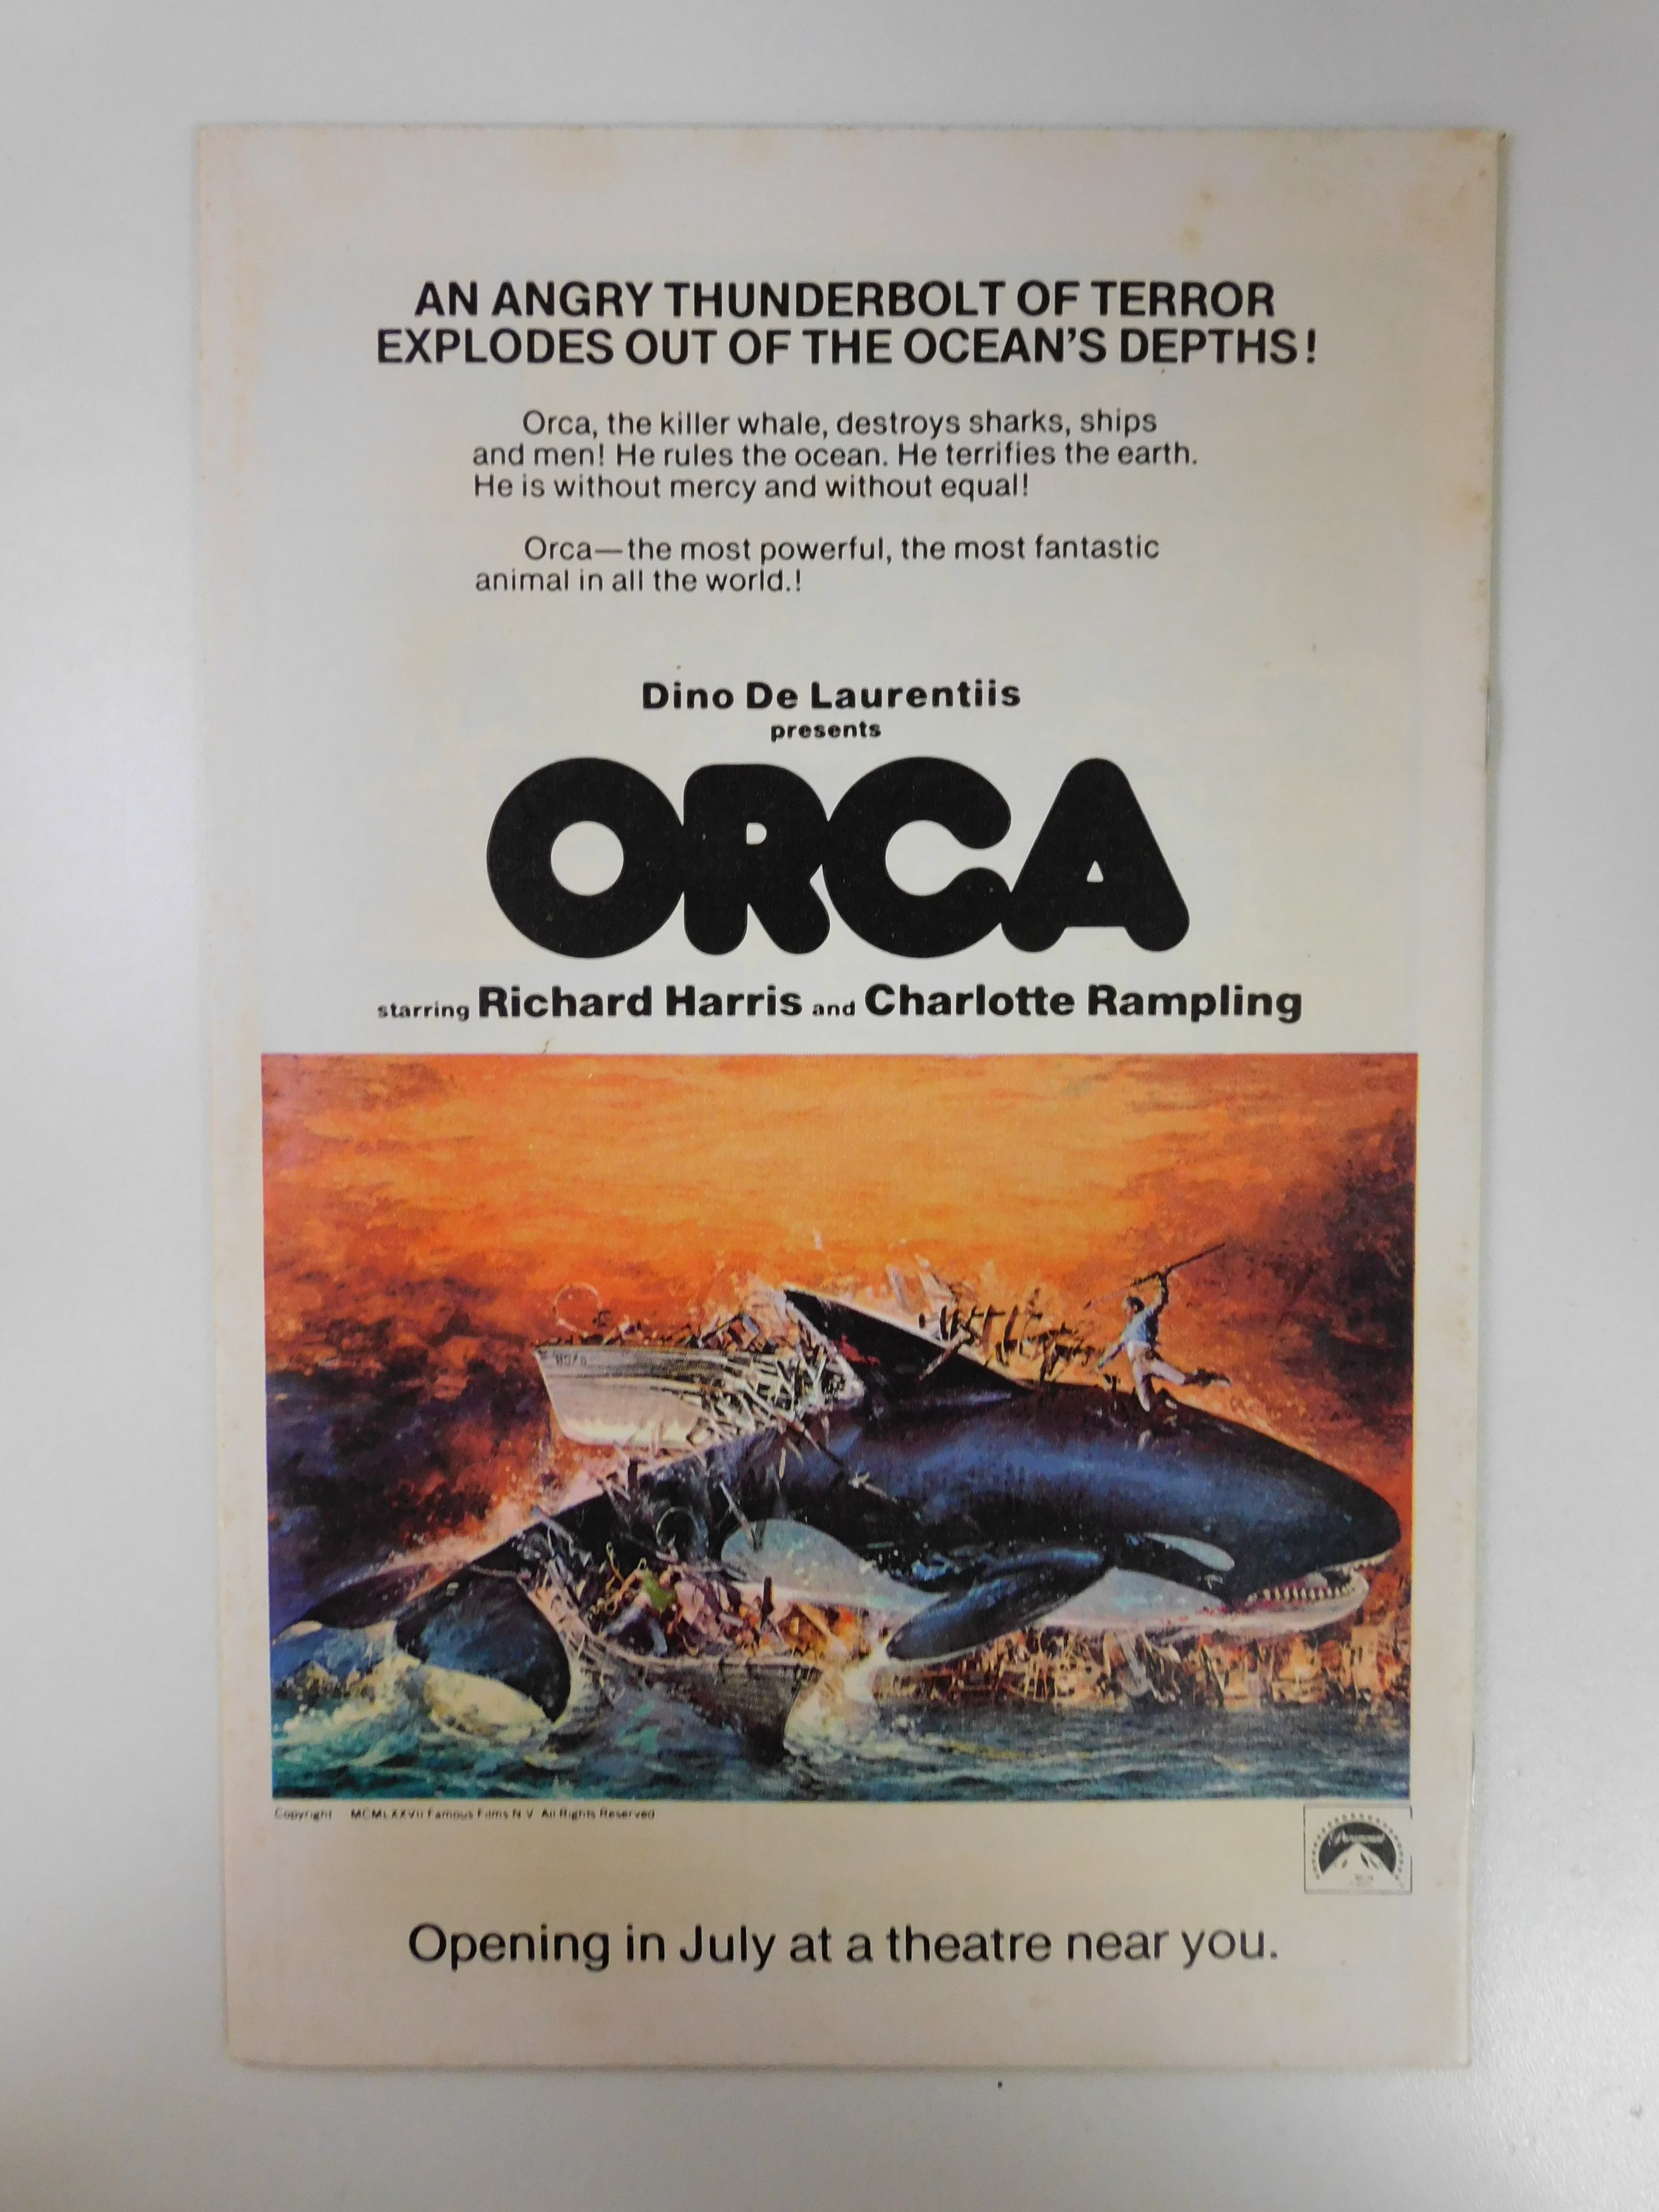 AN ANGRY THUNDERBOLT OF TERROR
EXPLODES OUT OF THE OCEAN'S DEPTHS!
Orca, the killer whale, destroys sharks, ships
and men! He rules the ocean. He terrifies the earth.
He is without mercy and without equal!
Orca—the most powerful, the most fantastic
animal in all the world.!
Dino De Laurentiis
presents
ORCA
starring Richard Harris and Charlotte Rampling
Copyright MCMLXXVII Famous Films N.V. All Rights Reserved
Paramount
Opening in July at a theatre near you.